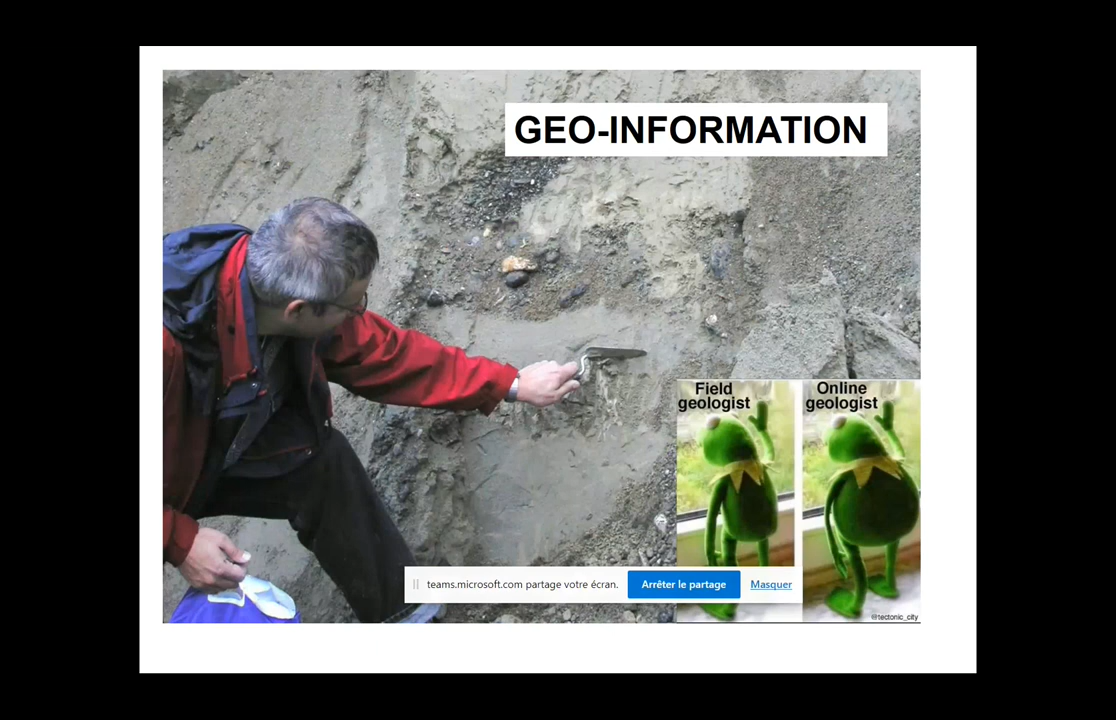 GEO-INFORMATION
Field
geologist
Online
geologist
teams.microsoft.com partage votre écran.
Arrêter le partage
Masquer
@tectonic_city